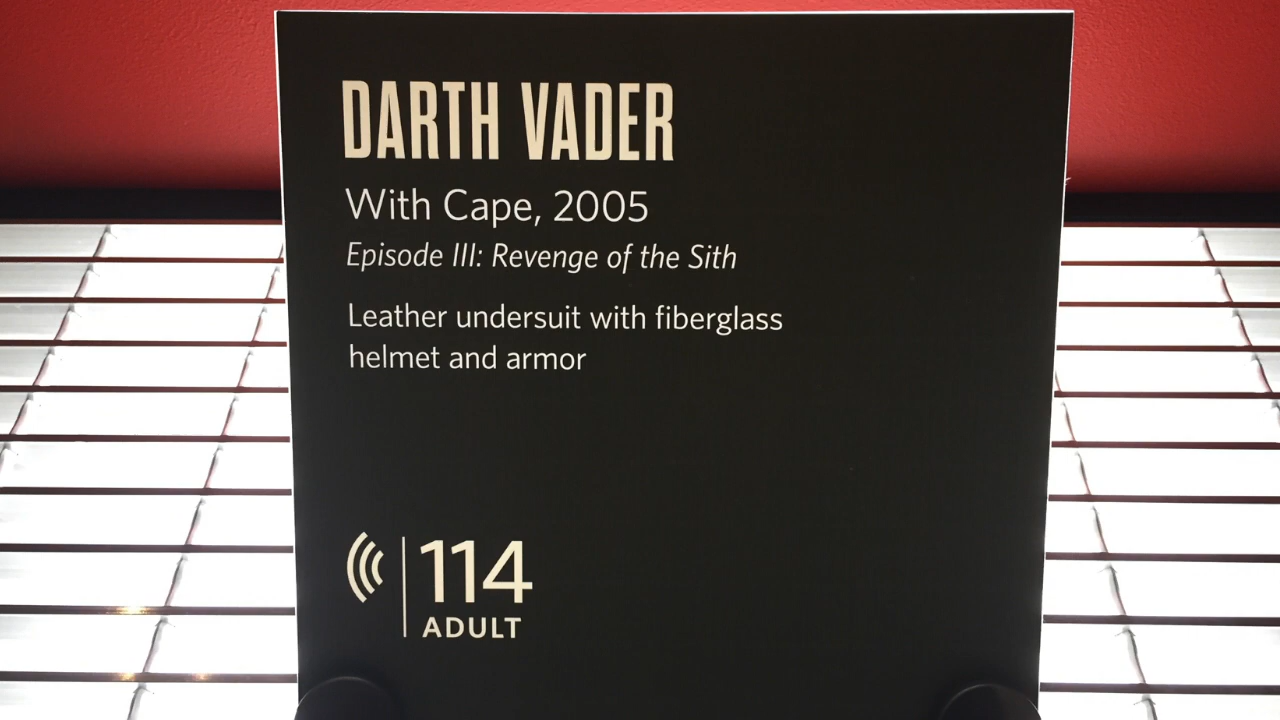 DARTH VADER
With Cape, 2005
Episode III: Revenge of the Sith
Leather undersuit with fiberglass
helmet and armor
114
ADULT